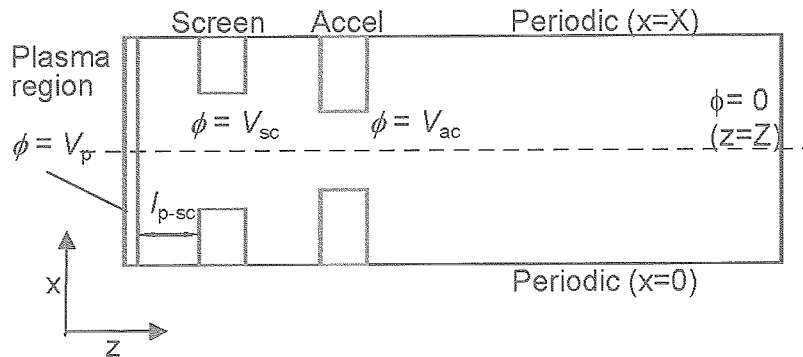 Screen Accel Periodic (x=X)
Plasma
region
ϕ = V_p
ϕ = V_sc
ϕ = V_ac
ϕ= 0
(z=Z)
l_p-sc
x
z
Periodic (x=0)